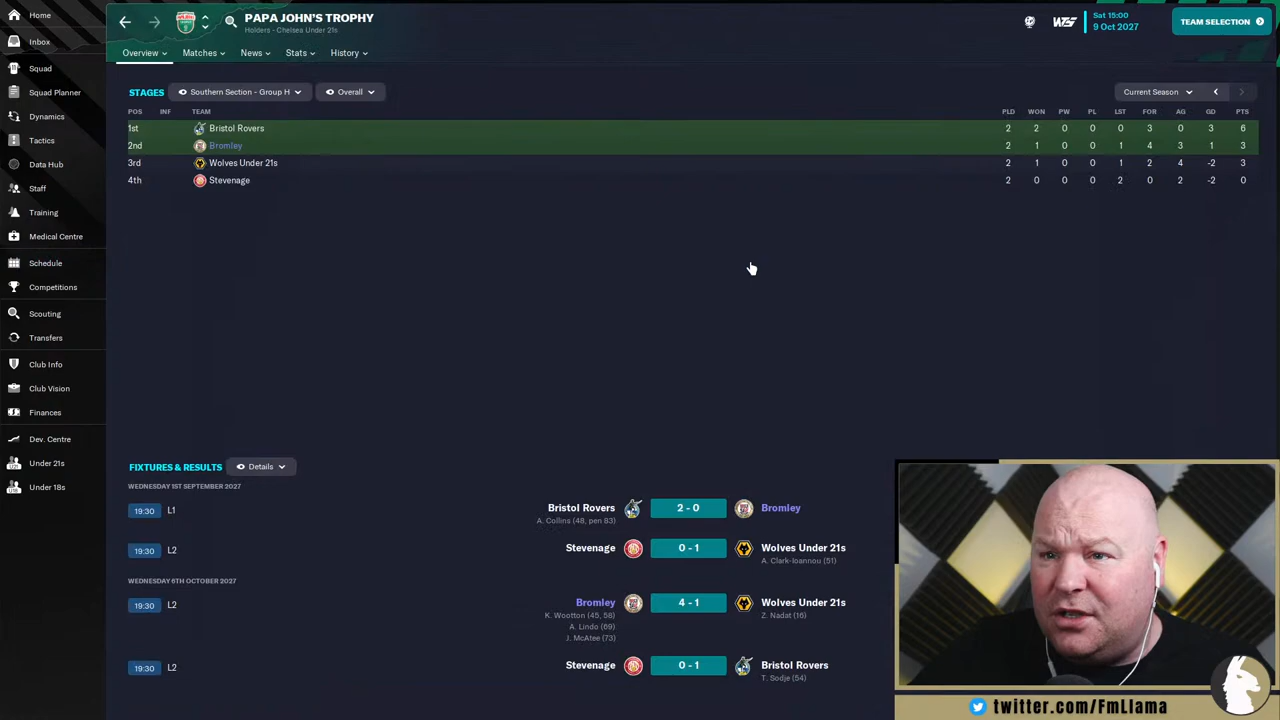 Home
Inbox
Squad
Squad Planner
Dynamics
Tactics
Data Hub
Staff
Training
Medical Centre
Schedule
Competitions
Scouting
Transfers
Club Info
Club Vision
Finances
Dev. Centre
Under 21s
Under 18s
PAPA JOHN'S TROPHY
Holders - Chelsea Under 21s
Sat 15:00
9 Oct 2027
TEAM SELECTION
Overview Matches News Stats History
STAGES Southern Section - Group H Overall Current Season
POS INF TEAM PLD WON PW PL LST FOR AG GD PTS
1st Bristol Rovers 2 2 0 0 0 3 0 3 6
2nd Bromley 2 1 0 0 1 4 3 1 3
3rd Wolves Under 21s 2 1 0 0 1 2 4 -2 3
4th Stevenage 2 0 0 0 2 0 2 -2 0
FIXTURES & RESULTS Details
WEDNESDAY 1ST SEPTEMBER 2027
19:30 L1 Bristol Rovers 2 - 0 Bromley
A. Collins (48, pen 83)
19:30 L2 Stevenage 0 - 1 Wolves Under 21s
A. Clark-Ioannou (51)
WEDNESDAY 6TH OCTOBER 2027
19:30 L2 Bromley 4 - 1 Wolves Under 21s
K. Wootton (45, 58) Z. Nadat (16)
A. Lindo (69)
J. McAtee (73)
19:30 L2 Stevenage 0 - 1 Bristol Rovers
T. Sodje (54)
twitter.com/FmLlama